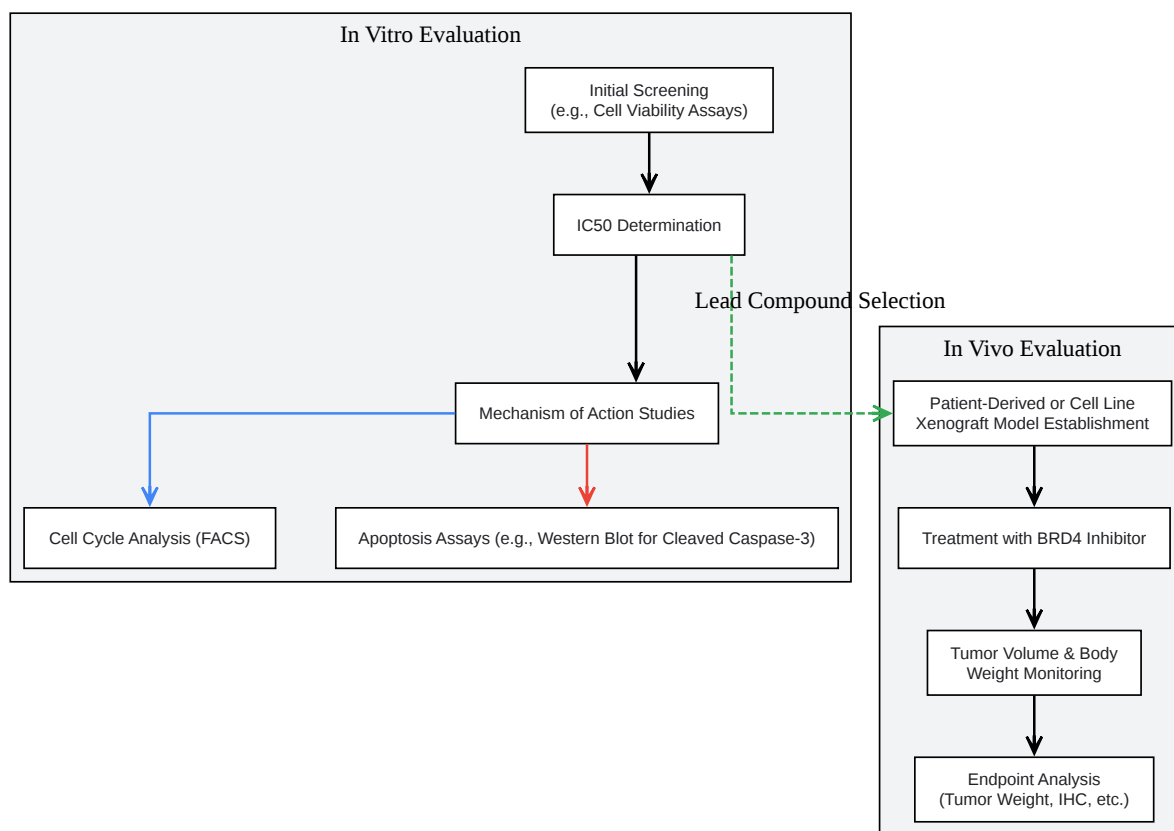 In Vitro Evaluation
Initial Screening
(e.g., Cell Viability Assays)
IC50 Determination
Lead Compound Selection
In Vivo Evaluation
Mechanism of Action Studies
Patient-Derived or Cell Line
Xenograft Model Establishment
Cell Cycle Analysis (FACS)
Apoptosis Assays (e.g., Western Blot for Cleaved Caspase-3)
Treatment with BRD4 Inhibitor
Tumor Volume & Body
Weight Monitoring
Endpoint Analysis
(Tumor Weight, IHC, etc.)